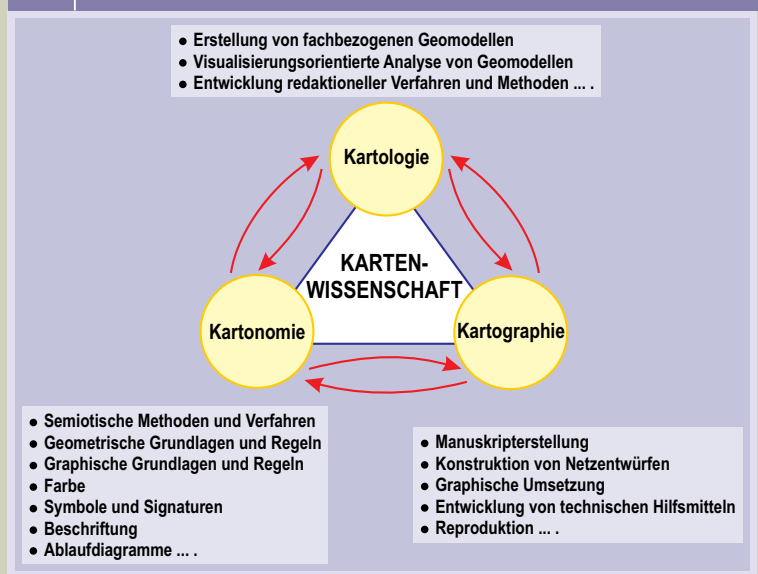 ● Erstellung von fachbezogenen Geomodellen
● Visualisierungsorientierte Analyse von Geomodellen
● Entwicklung redaktioneller Verfahren und Methoden ... .
Kartologie
KARTEN-
WISSENSCHAFT
Kartonomie
Kartographie
● Semiotische Methoden und Verfahren
● Geometrische Grundlagen und Regeln
● Graphische Grundlagen und Regeln
● Farbe
● Symbole und Signaturen
● Beschriftung
● Ablaufdiagramme ... .
● Manuskripterstellung
● Konstruktion von Netzentwürfen
● Graphische Umsetzung
● Entwicklung von technischen Hilfsmitteln
● Reproduktion ... .